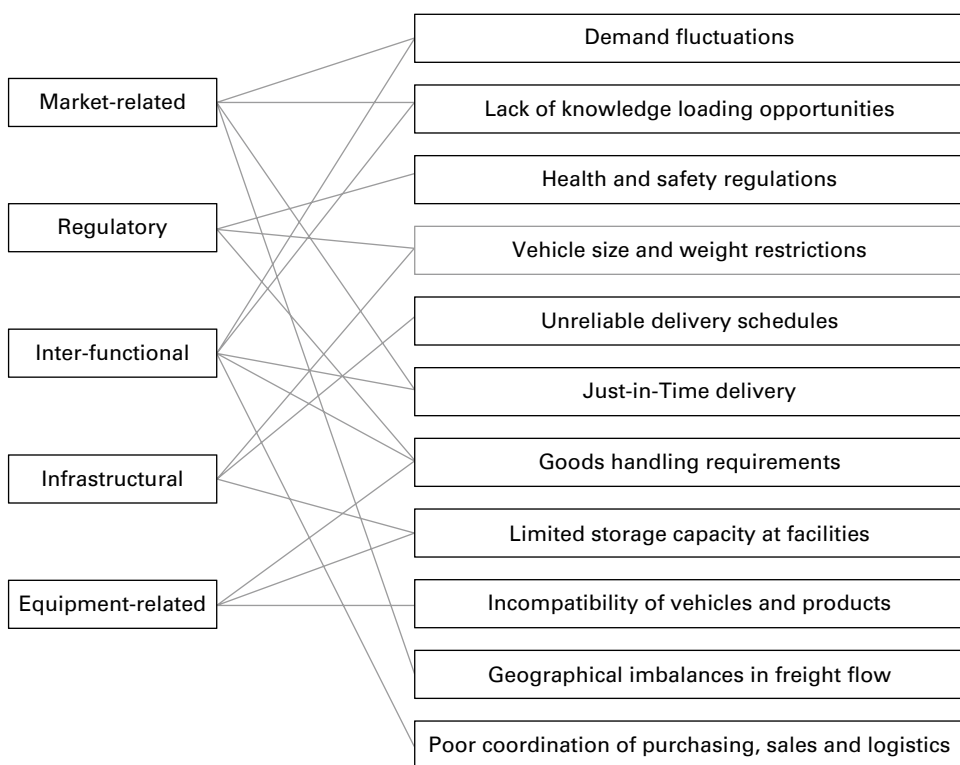 Market-related
Regulatory
Inter-functional
Infrastructural
Equipment-related
Demand fluctuations
Lack of knowledge loading opportunities
Health and safety regulations
Vehicle size and weight restrictions
Unreliable delivery schedules
Just-in-Time delivery
Goods handling requirements
Limited storage capacity at facilities
Incompatibility of vehicles and products
Geographical imbalances in freight flow
Poor coordination of purchasing, sales and logistics